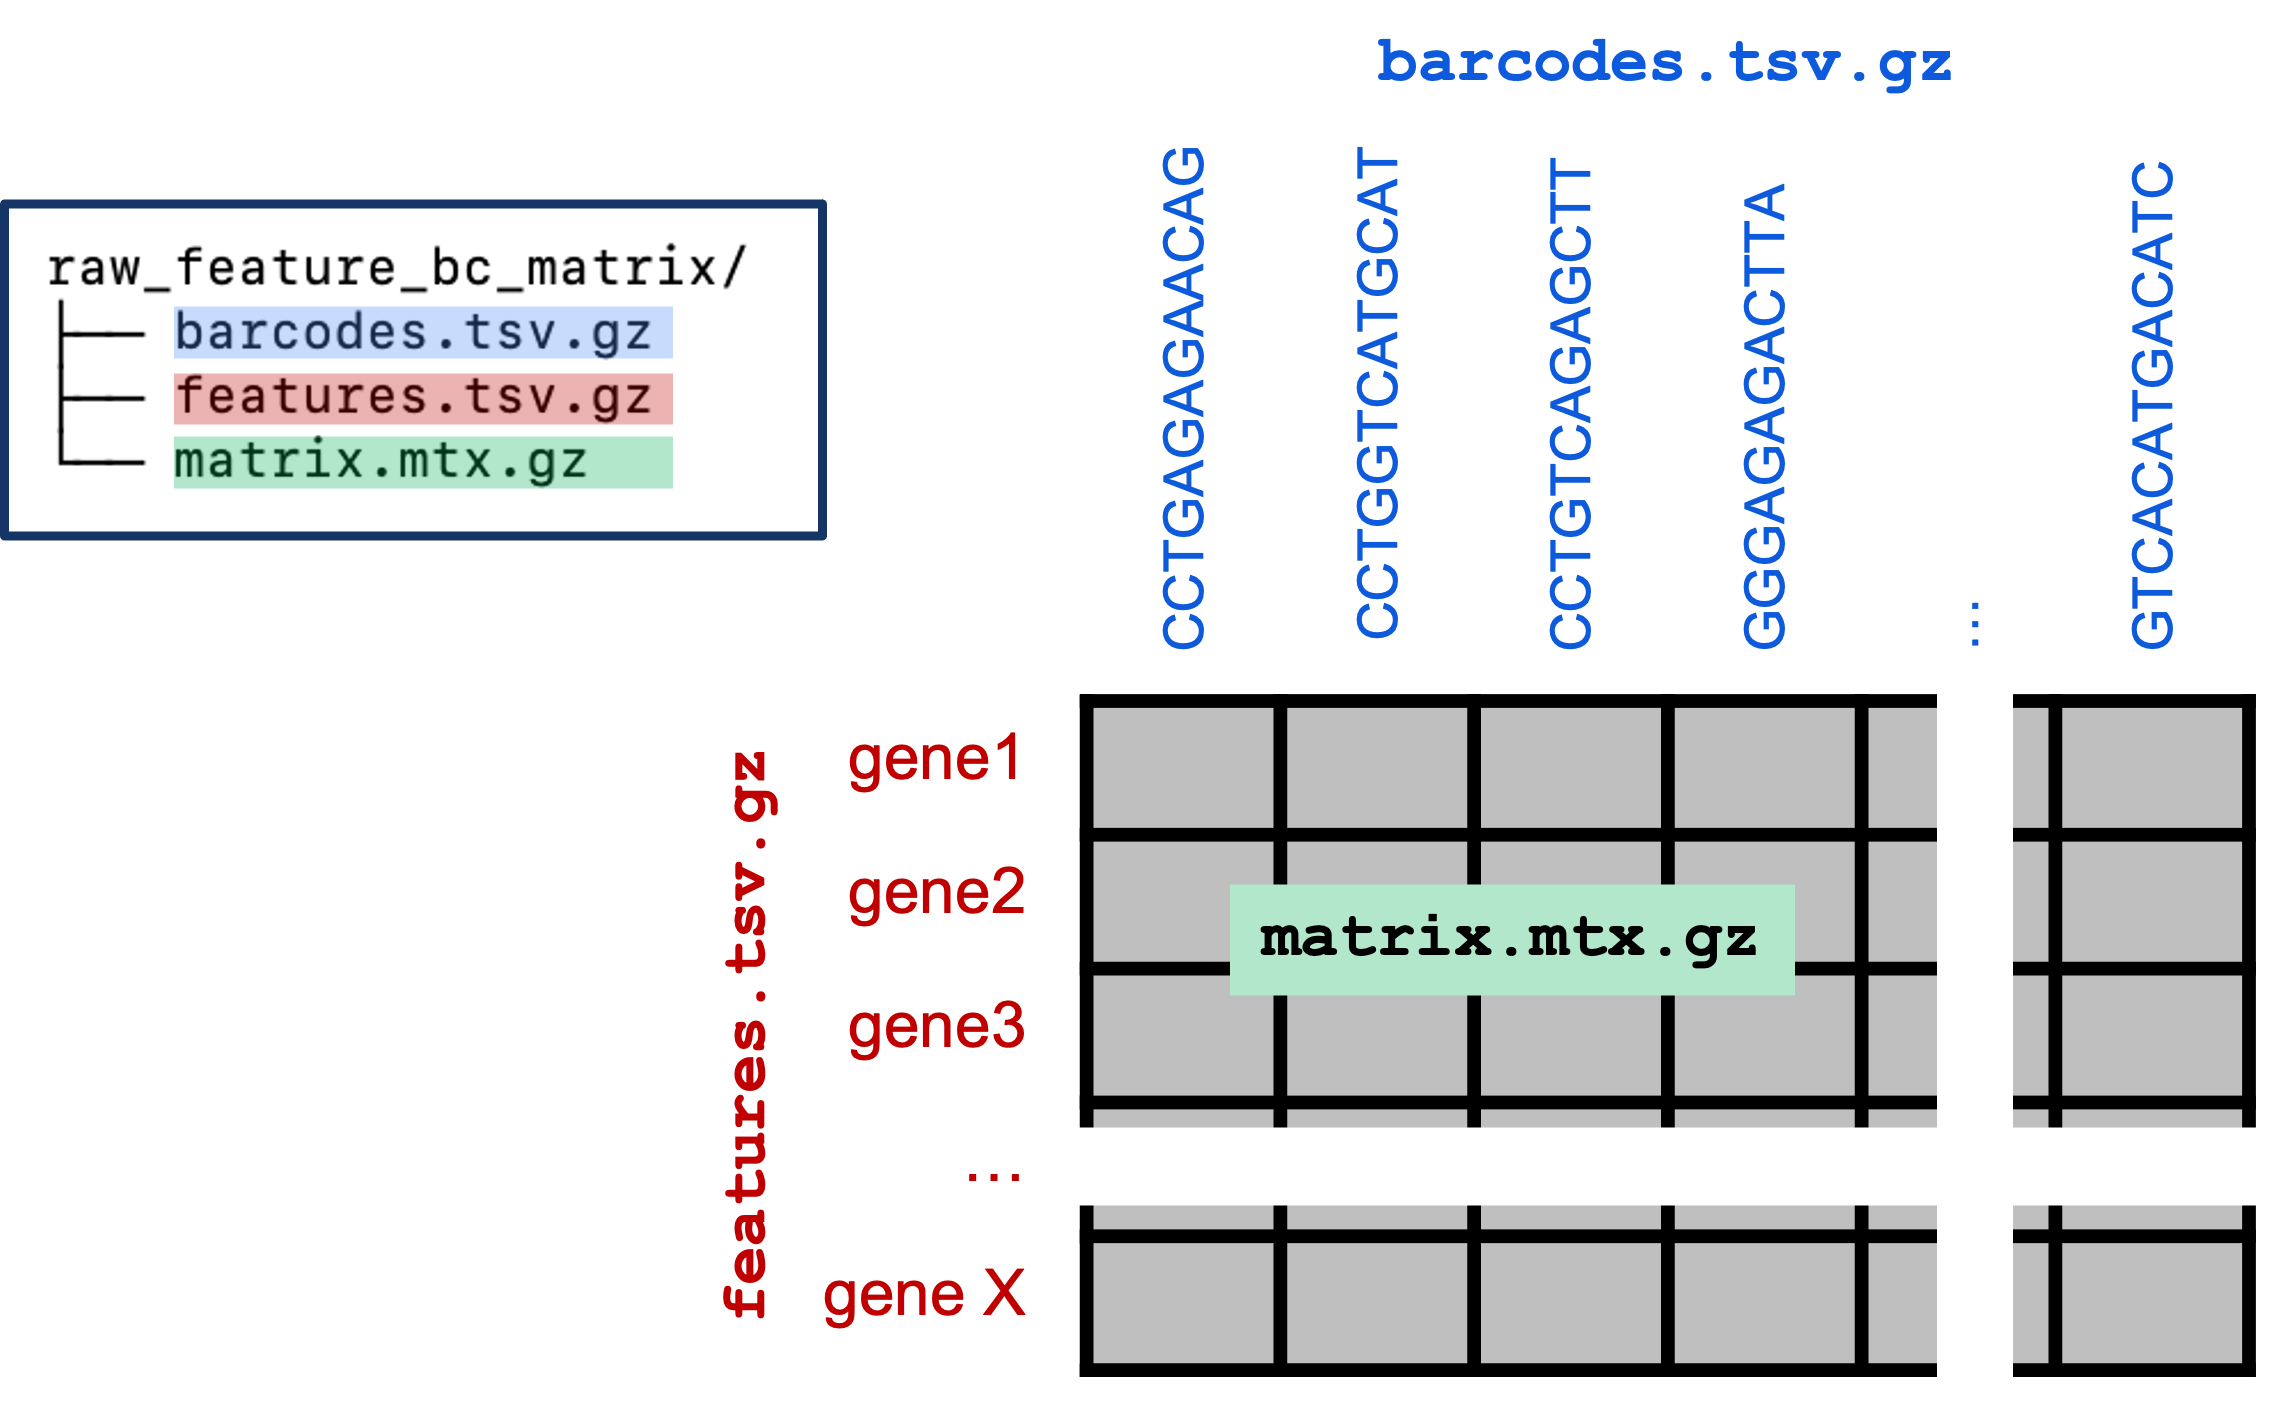 barcodes.tsv.gz
raw_feature_bc_matrix/
barcodes.tsv.gz
features.tsv.gz
matrix.mtx.gz
CCTGAGAGAACAG
CCTGGTCATGCAT
CCTGTCAGAGCTT
GGGAGAGACTTA
...
GTCACATGACATC
features.tsv.gz
gene1
gene2
gene3
...
gene X
matrix.mtx.gz